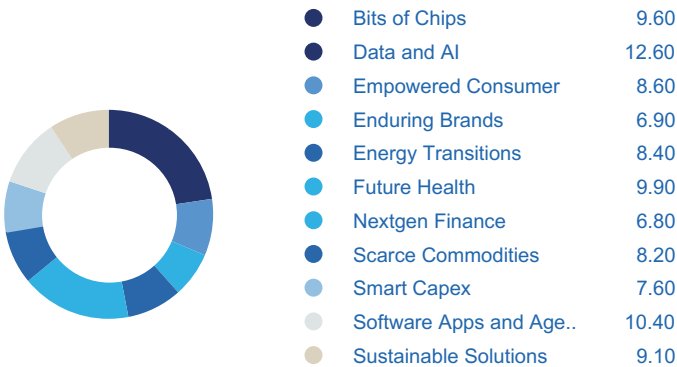 Bits of Chips 9.60
Data and AI 12.60
Empowered Consumer 8.60
Enduring Brands 6.90
Energy Transitions 8.40
Future Health 9.90
Nextgen Finance 6.80
Scarce Commodities 8.20
Smart Capex 7.60
Software Apps and Age.. 10.40
Sustainable Solutions 9.10